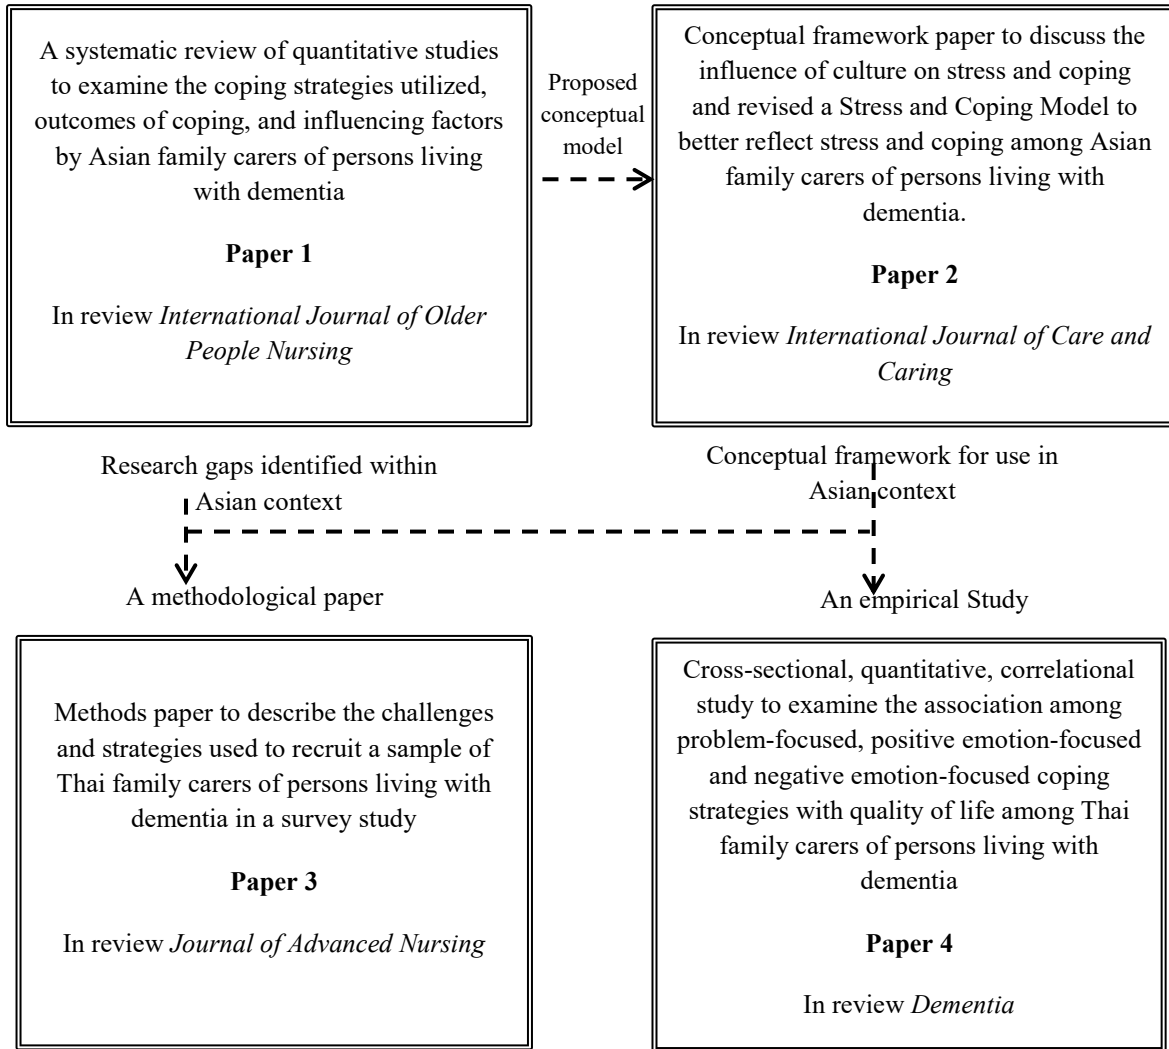 A systematic review of quantitative studies
to examine the coping strategies utilized,
outcomes of coping, and influencing factors
by Asian family carers of persons living
with dementia
Paper 1
In review International Journal of Older
People Nursing
Proposed
conceptual
model
Conceptual framework paper to discuss the
influence of culture on stress and coping
and revised a Stress and Coping Model to
better reflect stress and coping among Asian
family carers of persons living with
dementia.
Paper 2
In review International Journal of Care and
Caring
Research gaps identified within
Asian context
Conceptual framework for use in
Asian context
A methodological paper
An empirical Study
Methods paper to describe the challenges
and strategies used to recruit a sample of
Thai family carers of persons living with
dementia in a survey study
Paper 3
In review Journal of Advanced Nursing
Cross-sectional, quantitative, correlational
study to examine the association among
problem-focused, positive emotion-focused
and negative emotion-focused coping
strategies with quality of life among Thai
family carers of persons living with
dementia
Paper 4
In review Dementia